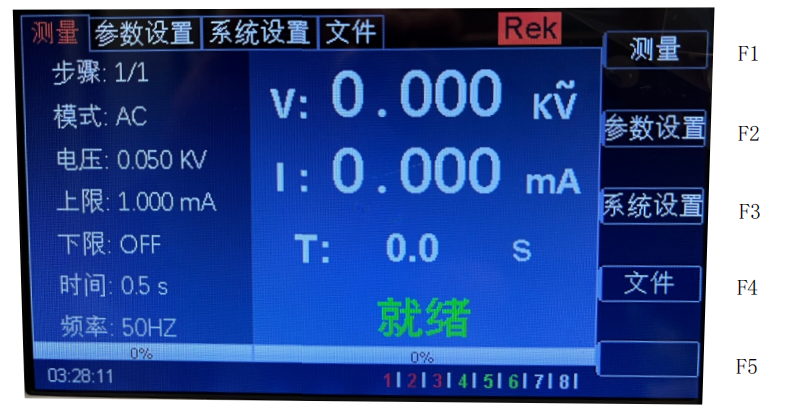 测量 参数设置 系统设置 文件 Rek
步骤: 1/1
模式: AC
电压: 0.050 KV
上限: 1.000 mA
下限: OFF
时间: 0.5 s
频率: 50HZ
V: 0.000 KV
I: 0.000 mA
T: 0.0 s
就绪
0% 0%
03:28:11 1|2|3|4|5|6|7|8|
测量 F1
参数设置 F2
系统设置 F3
文件 F4
F5